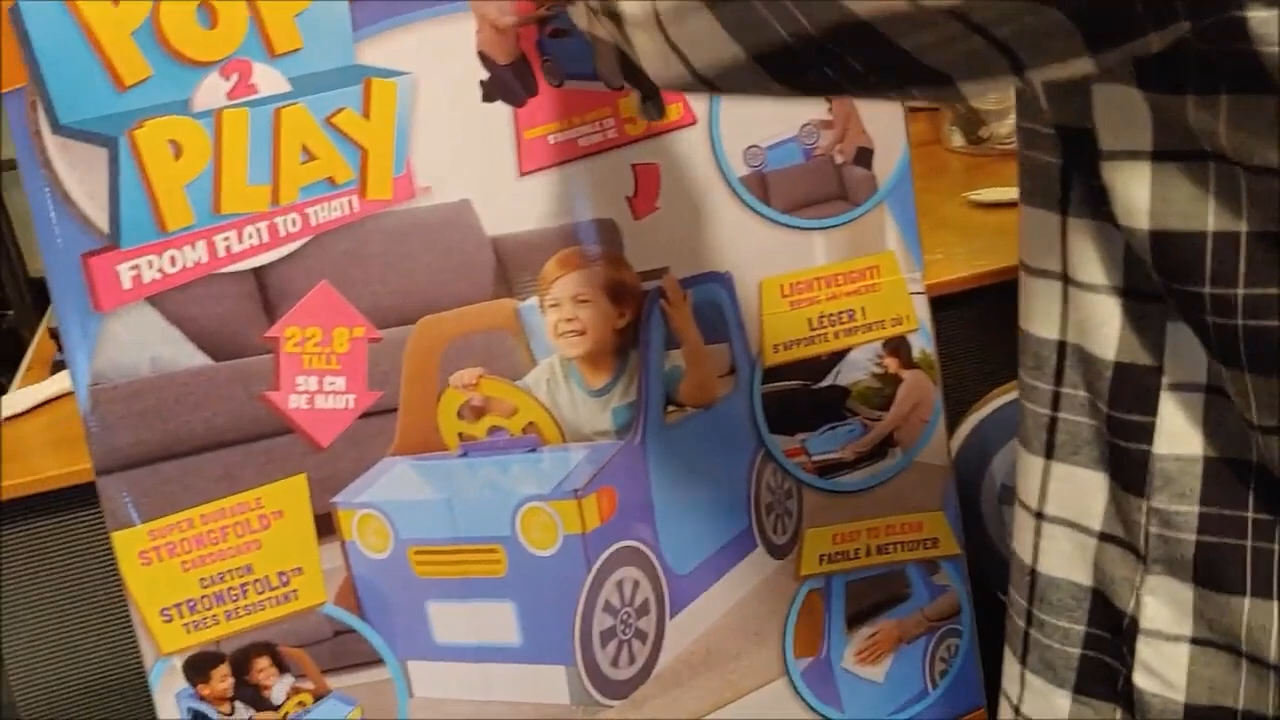 POP
2
PLAY
FROM FLAT TO THAT!
22.8"
TALL
58 CM
DE HAUT
LIGHTWEIGHT!
LÉGER !
S'APPORTE N'IMPORTE OÙ !
SUPER DURABLE
STRONGFOLD™
CARDBOARD
CARTON
STRONGFOLD™
TRÈS RÉSISTANT
EASY TO CLEAN
FACILE À NETTOYER